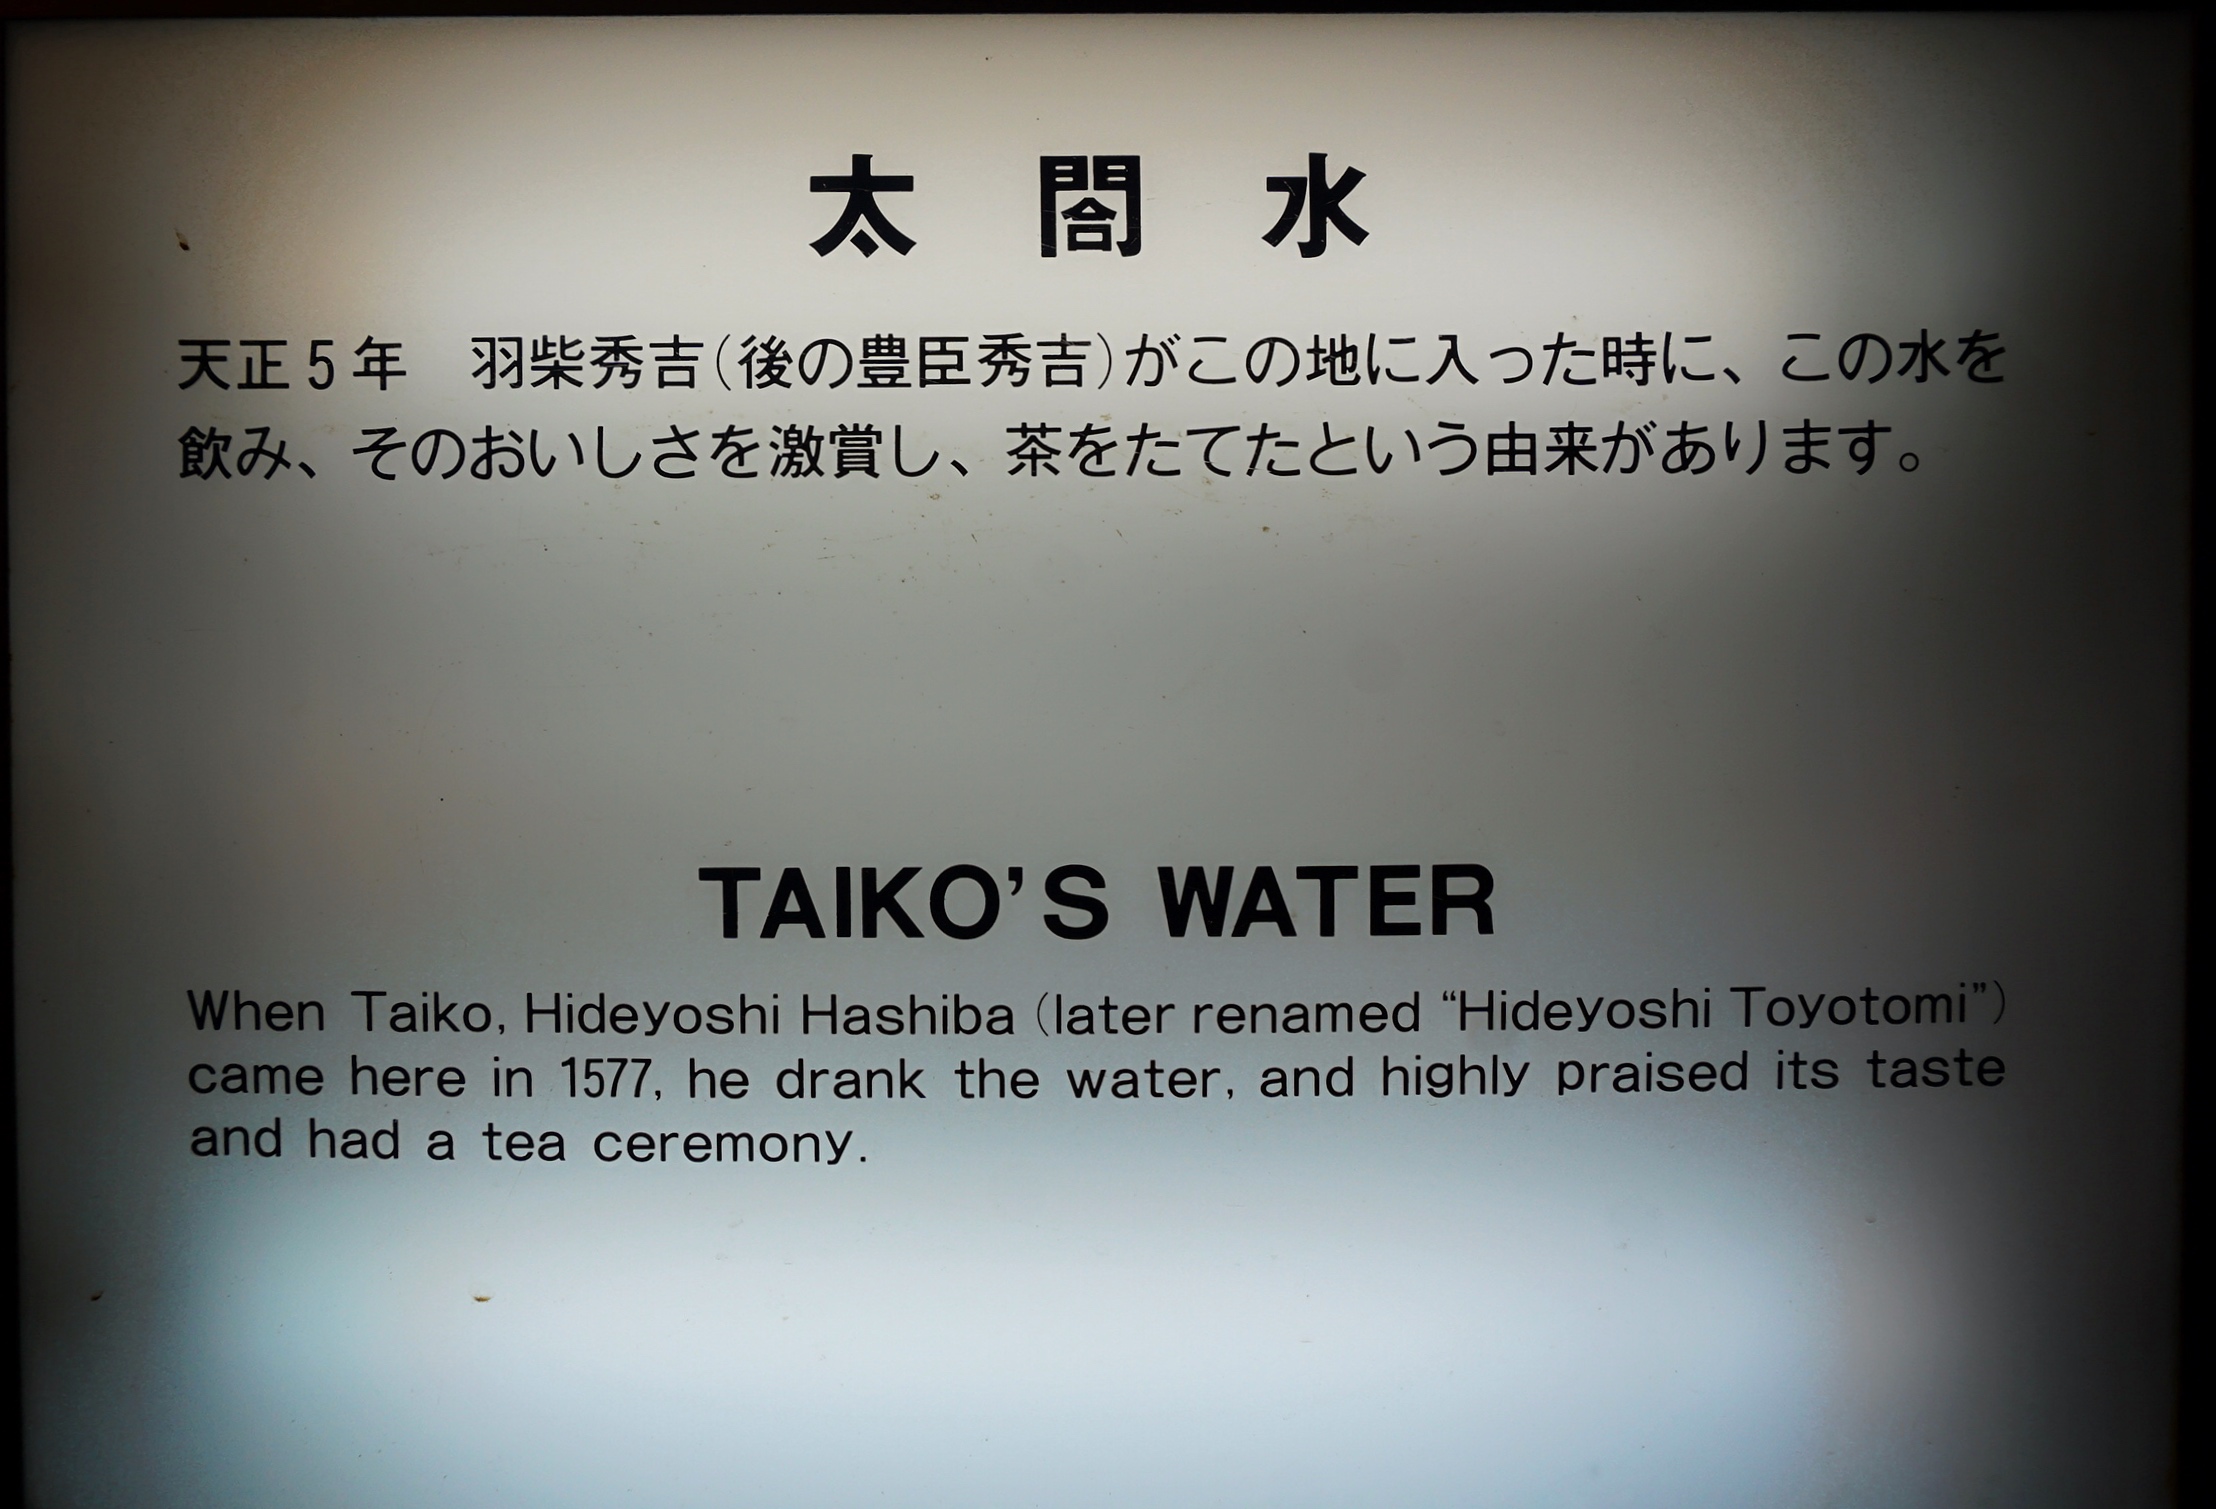 太閤水
天正5年　羽柴秀吉(後の豊臣秀吉)がこの地に入った時に、この水を
飲み、そのおいしさを激賞し、茶をたてたという由来があります。
TAIKO’S WATER
When Taiko, Hideyoshi Hashiba (later renamed “Hideyoshi Toyotomi”)
came here in 1577, he drank the water, and highly praised its taste
and had a tea ceremony.